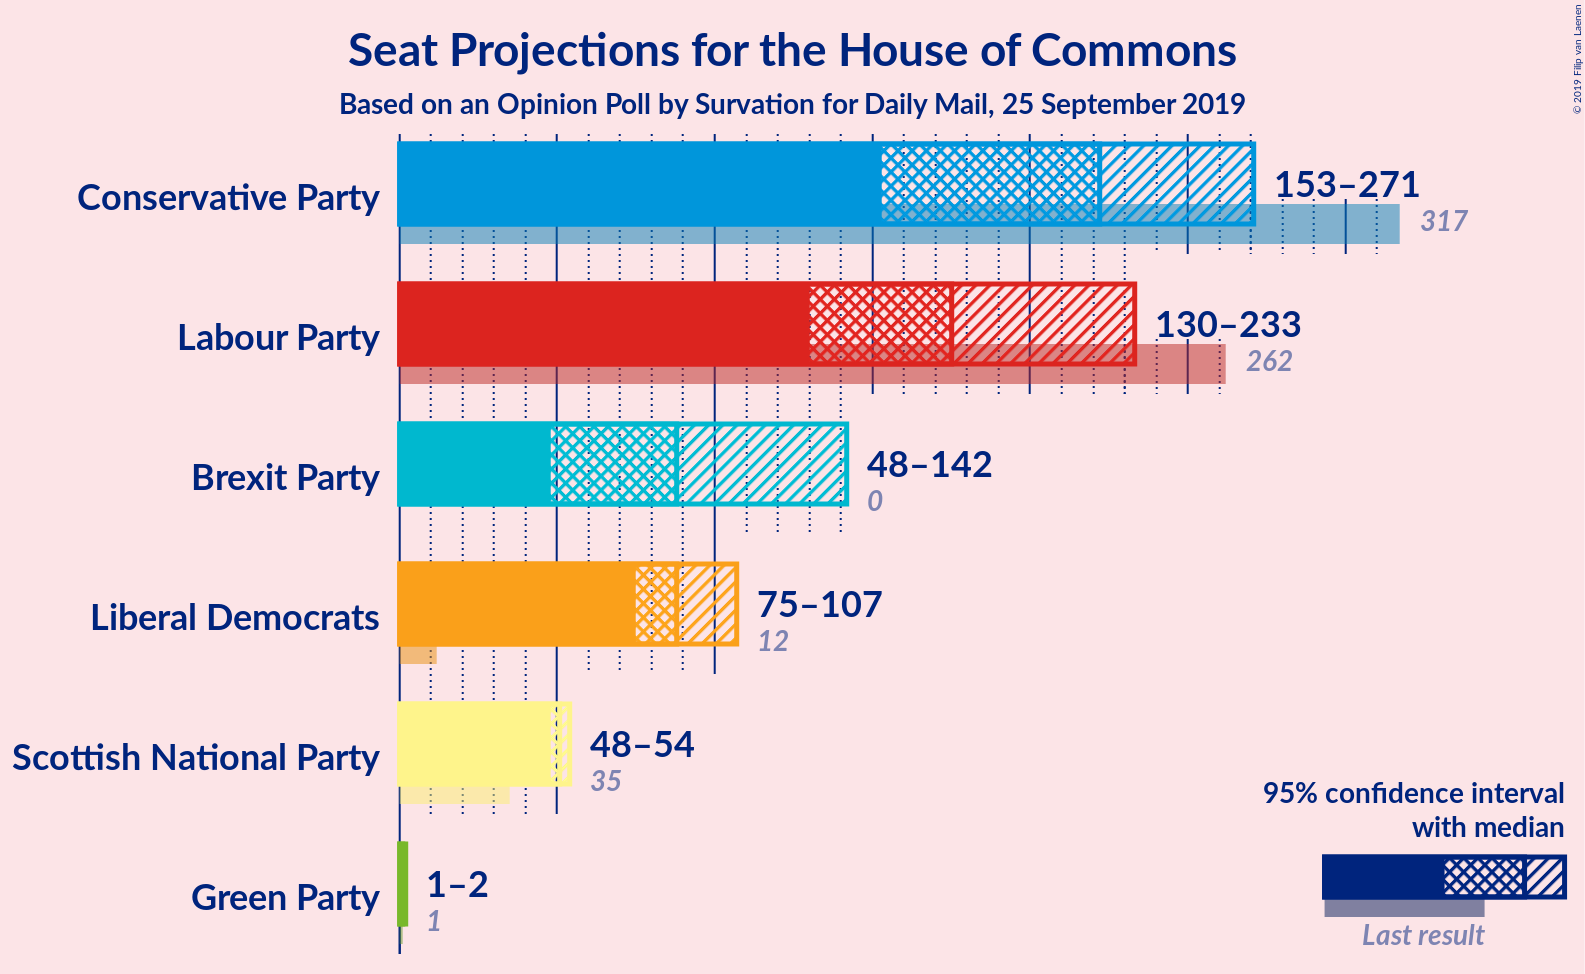 Seat Projections for the House of Commons
Based on an Opinion Poll by Survation for Daily Mail, 25 September 2019
© 2019 Filip van Laenen
Conservative Party
153–271
317
Labour Party
130–233
262
Brexit Party
48–142
0
Liberal Democrats
75–107
12
Scottish National Party
48–54
35
Green Party
1–2
1
95% confidence interval
with median
Last result